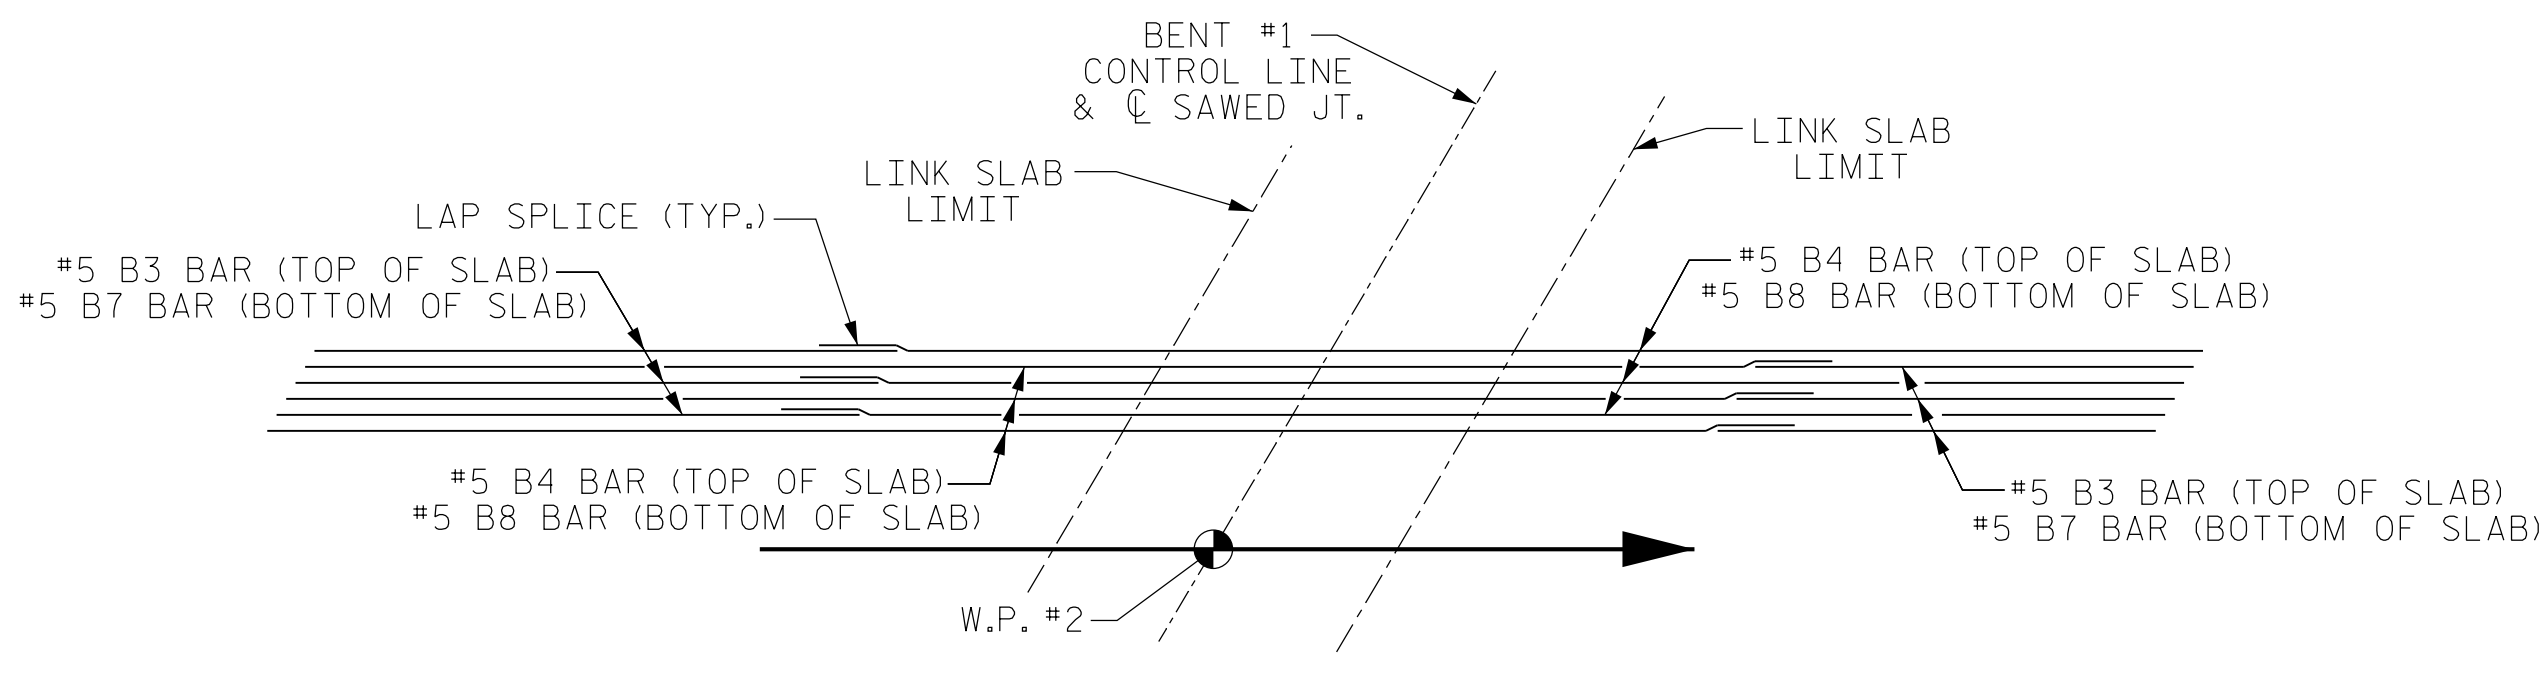 BENT #1
CONTROL LINE
& ℄ SAWED JT.
LINK SLAB
LIMIT
LINK SLAB
LIMIT
LAP SPLICE (TYP.)
#5 B3 BAR (TOP OF SLAB)
#5 B7 BAR (BOTTOM OF SLAB)
#5 B4 BAR (TOP OF SLAB)
#5 B8 BAR (BOTTOM OF SLAB)
#5 B4 BAR (TOP OF SLAB)
#5 B8 BAR (BOTTOM OF SLAB)
#5 B3 BAR (TOP OF SLAB)
#5 B7 BAR (BOTTOM OF SLAB)
W.P. #2